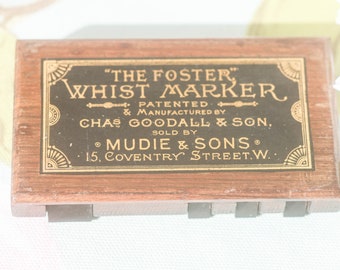 "THE FOSTER"
WHIST MARKER
PATENTED
& MANUFACTURED BY
CHAS GOODALL & SON,
SOLD BY
MUDIE & SONS
15, COVENTRY STREET, W.